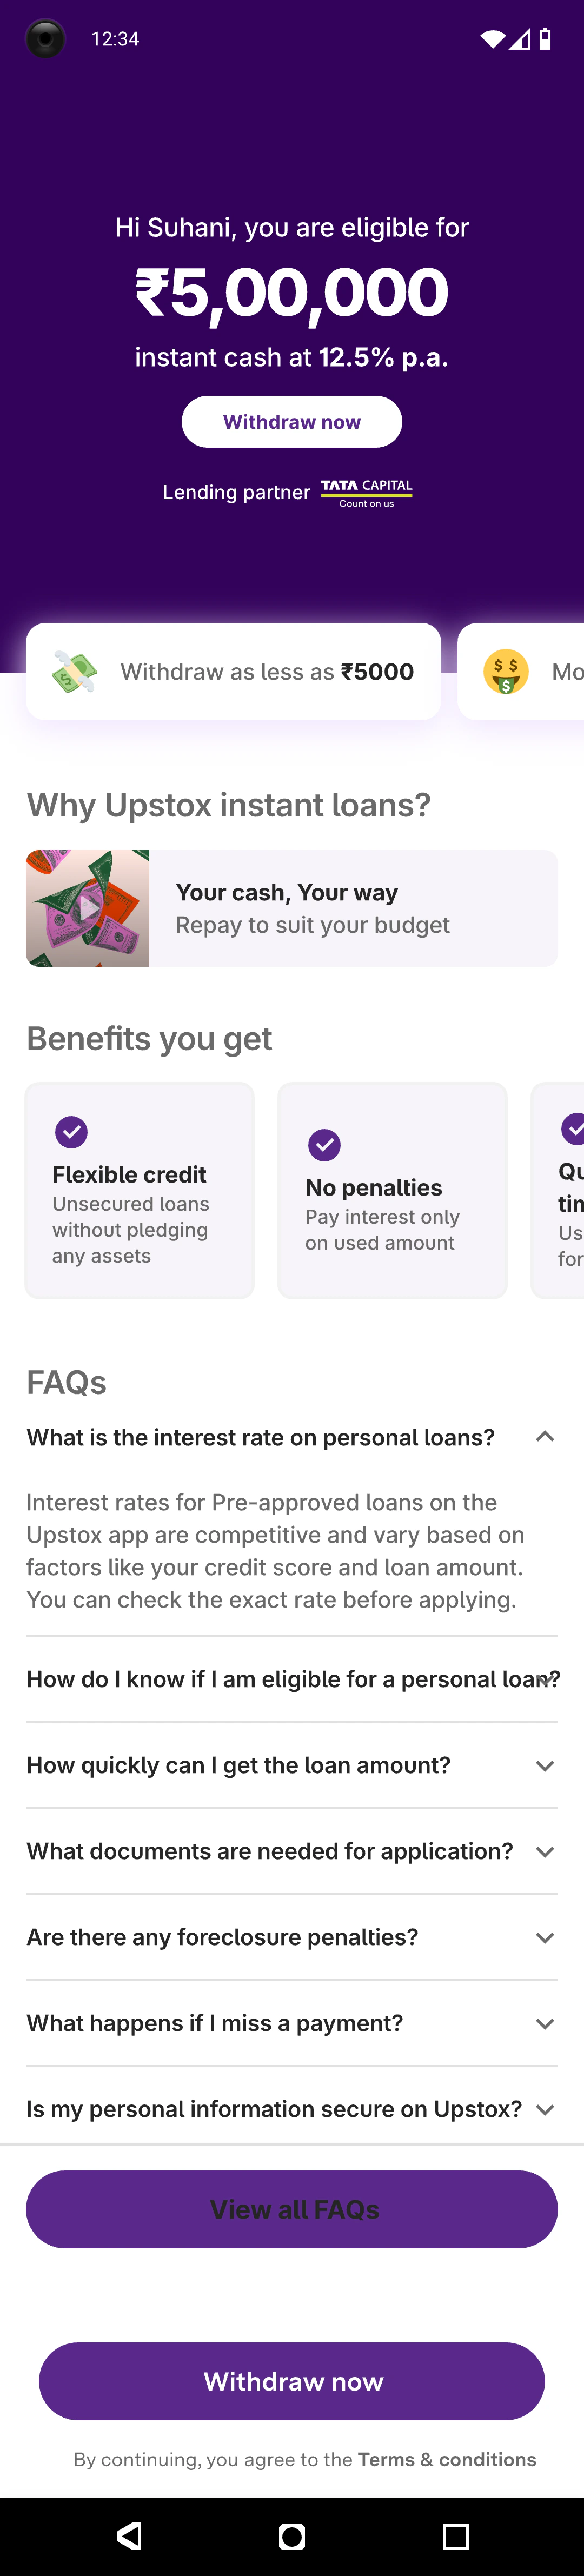 12:34
Hi Suhani, you are eligible for
₹5,00,000
instant cash at 12.5% p.a.
Withdraw now
Lending partner TATA CAPITAL
Count on us
Withdraw as less as ₹5000
Why Upstox instant loans?
Your cash, Your way
Repay to suit your budget
Benefits you get
Flexible credit
Unsecured loans
without pledging
any assets
No penalties
Pay interest only
on used amount
FAQs
What is the interest rate on personal loans?
Interest rates for Pre-approved loans on the
Upstox app are competitive and vary based on
factors like your credit score and loan amount.
You can check the exact rate before applying.
How do I know if I am eligible for a personal loan?
How quickly can I get the loan amount?
What documents are needed for application?
Are there any foreclosure penalties?
What happens if I miss a payment?
Is my personal information secure on Upstox?
View all FAQs
Withdraw now
By continuing, you agree to the Terms & conditions